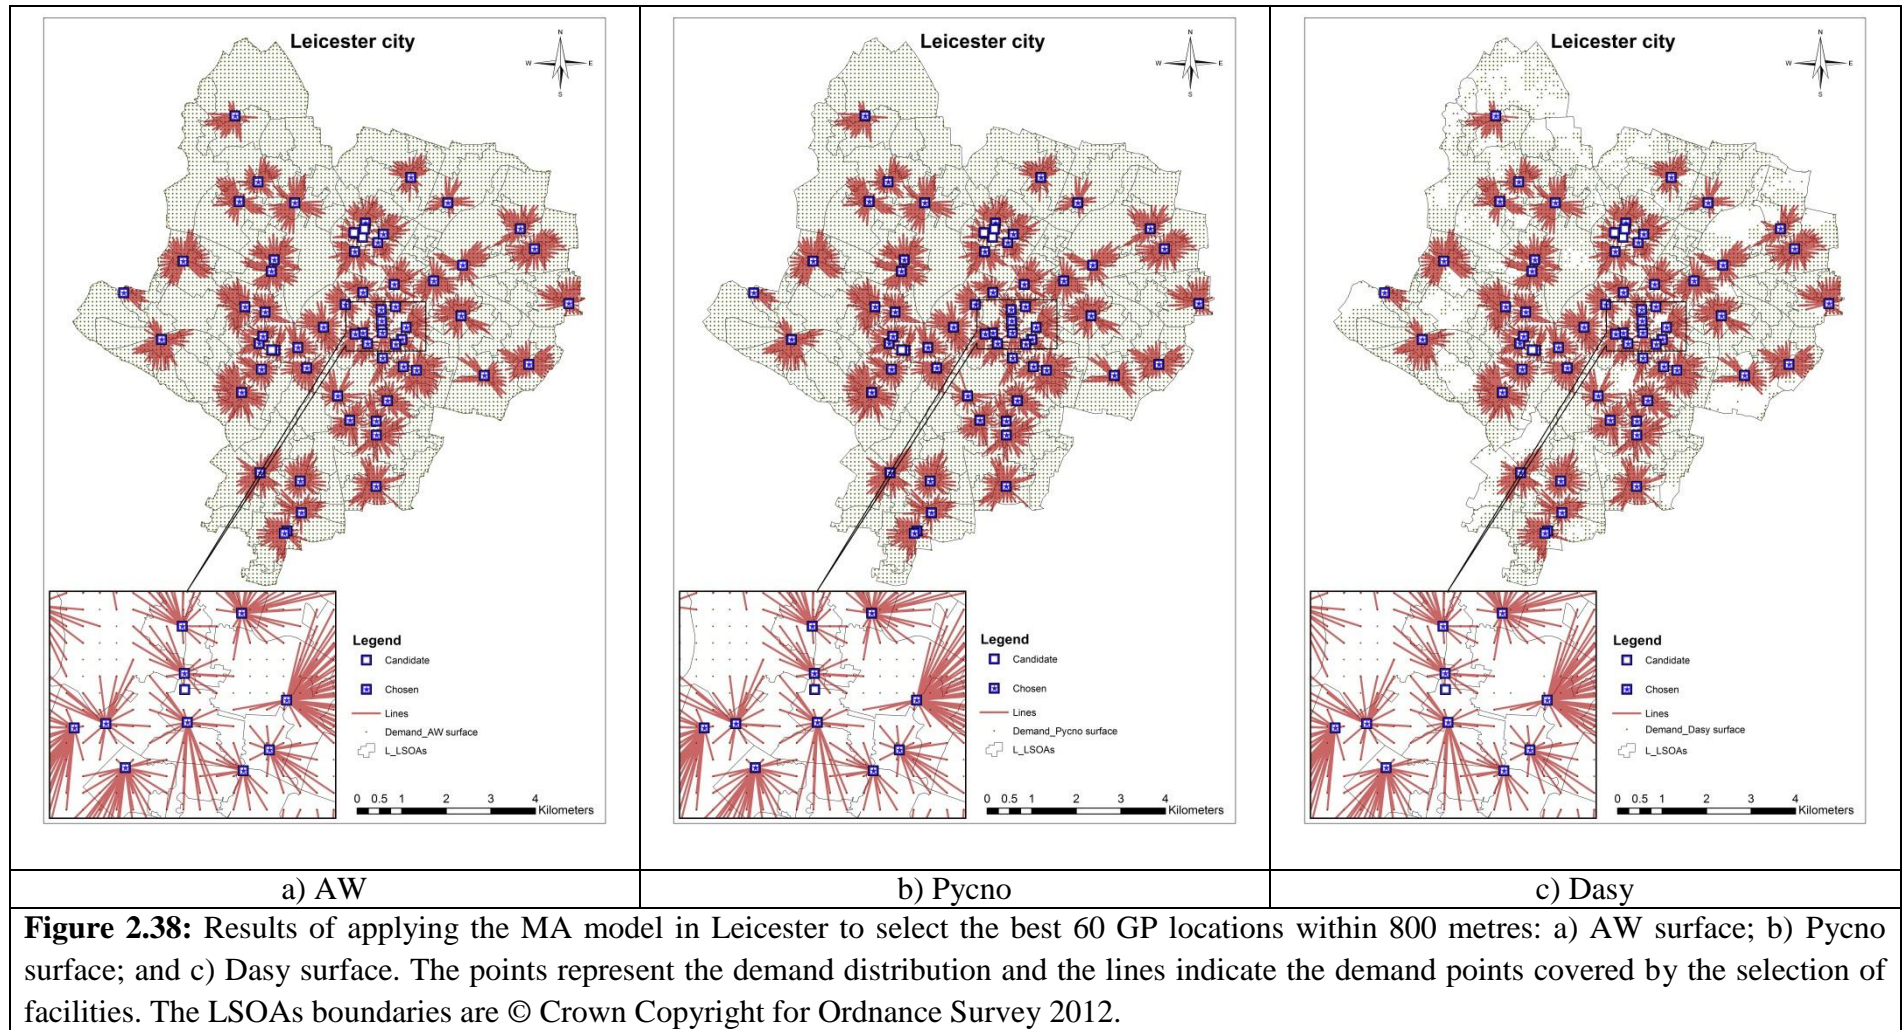 Leicester city
N
W E
S
Legend
Candidate
Chosen
Lines
Demand_AW surface
L_LSOAs
0 0.5 1 2 3 4
Kilometers
Leicester city
N
W E
S
Legend
Candidate
Chosen
Lines
Demand_Pycno surface
L_LSOAs
0 0.5 1 2 3 4
Kilometers
Leicester city
N
W E
S
Legend
Candidate
Chosen
Lines
Demand_Dasy surface
L_LSOAs
0 0.5 1 2 3 4
Kilometers
a) AW
b) Pycno
c) Dasy
Figure 2.38: Results of applying the MA model in Leicester to select the best 60 GP locations within 800 metres: a) AW surface; b) Pycno
surface; and c) Dasy surface. The points represent the demand distribution and the lines indicate the demand points covered by the selection of
facilities. The LSOAs boundaries are © Crown Copyright for Ordnance Survey 2012.